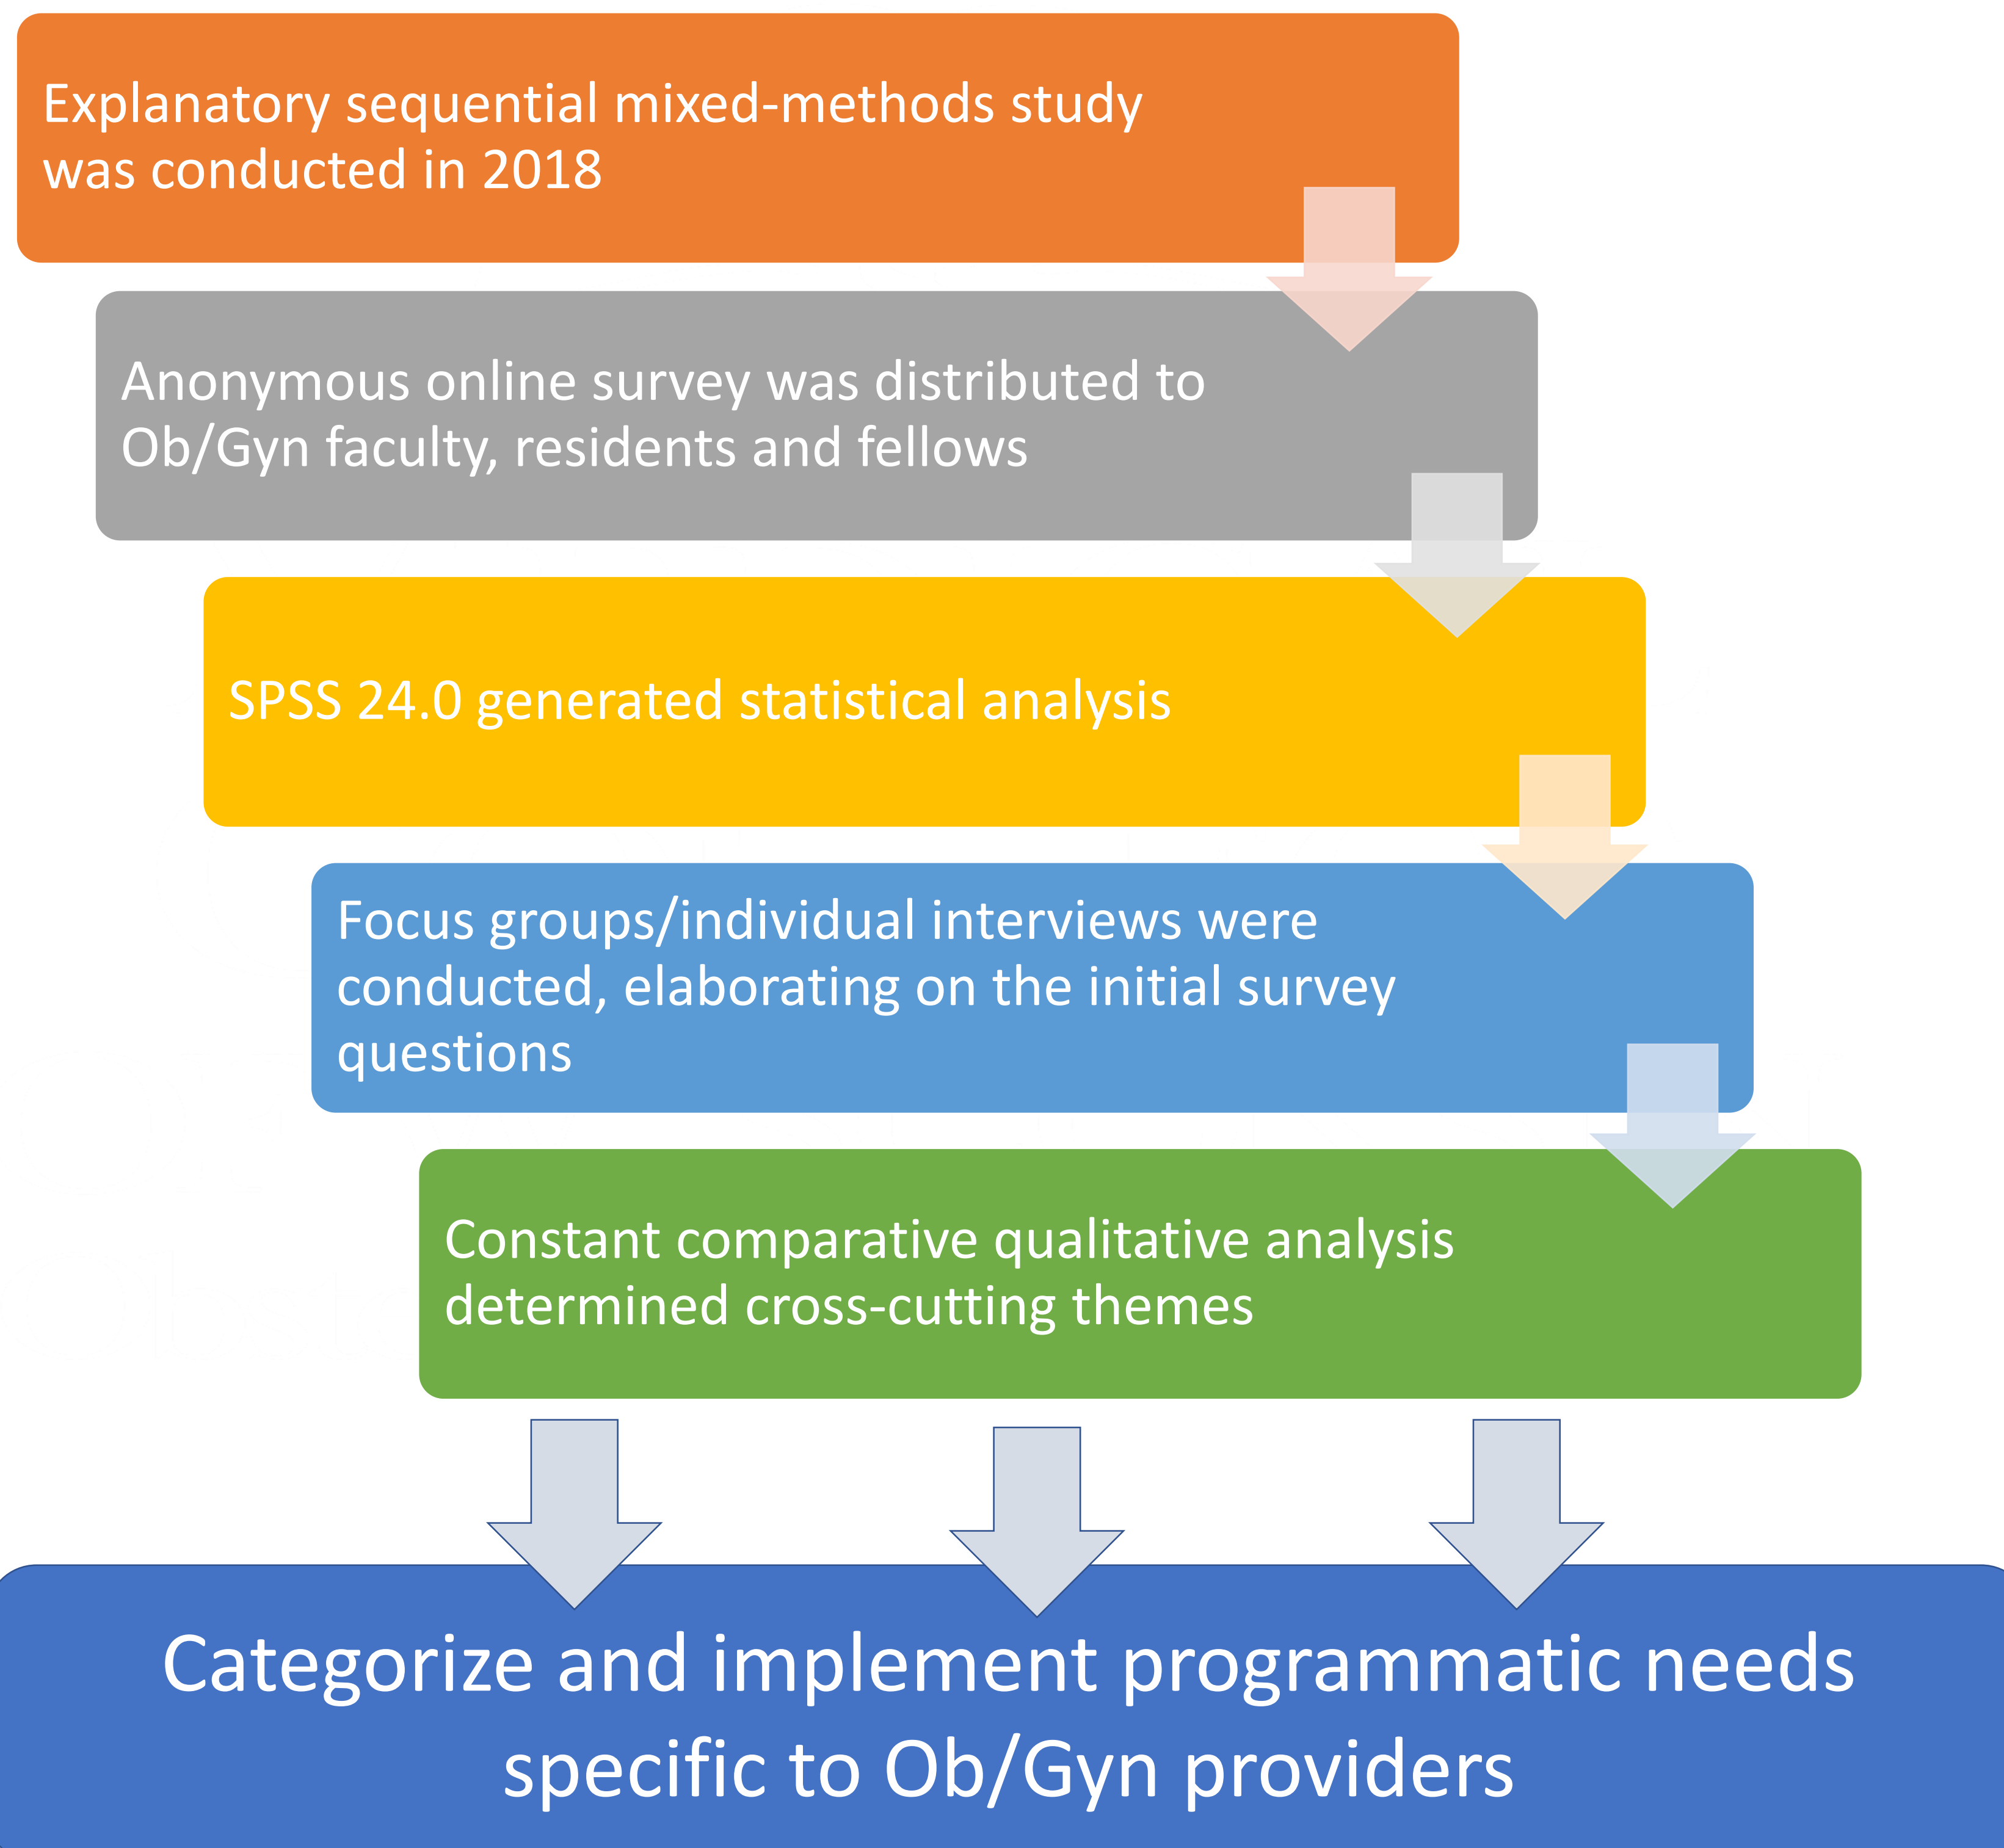 Explanatory sequential mixed-methods study
was conducted in 2018
Anonymous online survey was distributed to
Ob/Gyn faculty, residents and fellows
SPSS 24.0 generated statistical analysis
Focus groups/individual interviews were
conducted, elaborating on the initial survey
questions
Constant comparative qualitative analysis
determined cross-cutting themes
Categorize and implement programmatic needs
specific to Ob/Gyn providers